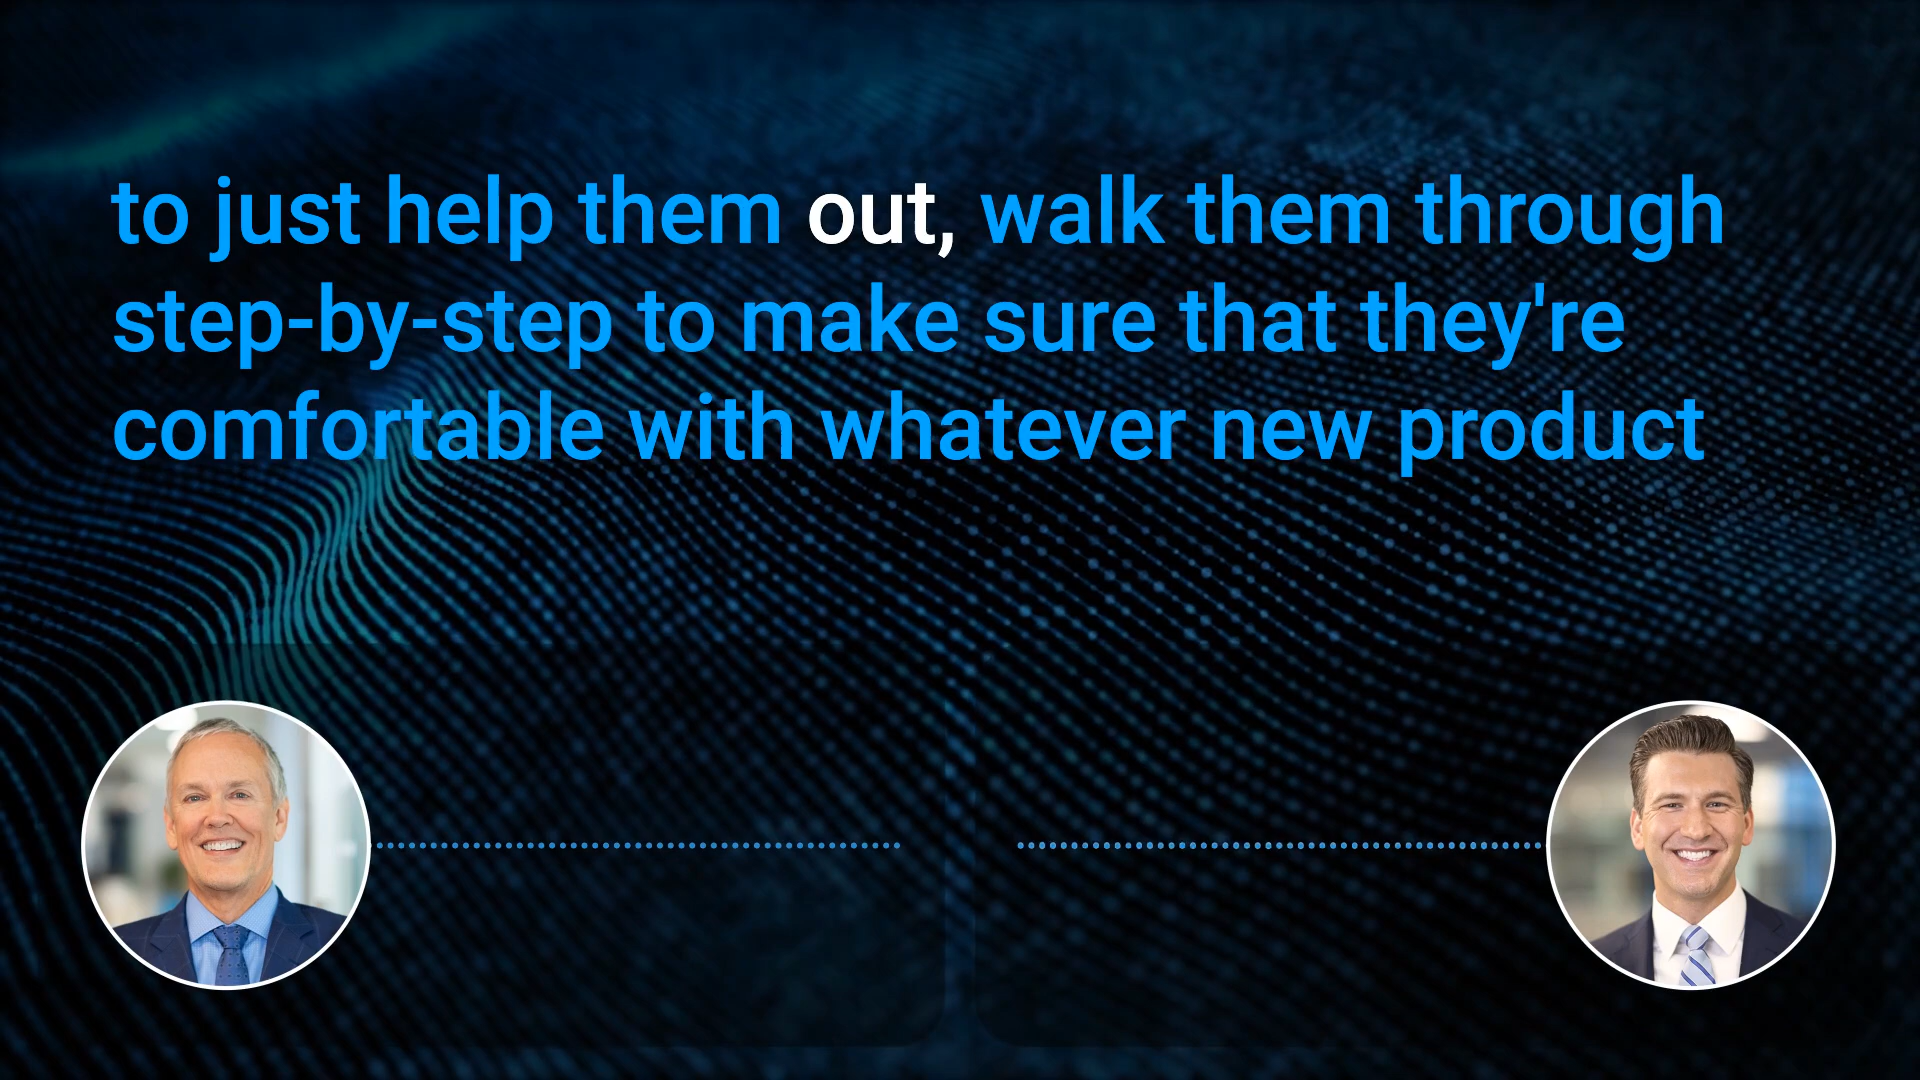 to just help them out, walk them through
step-by-step to make sure that they're
comfortable with whatever new product